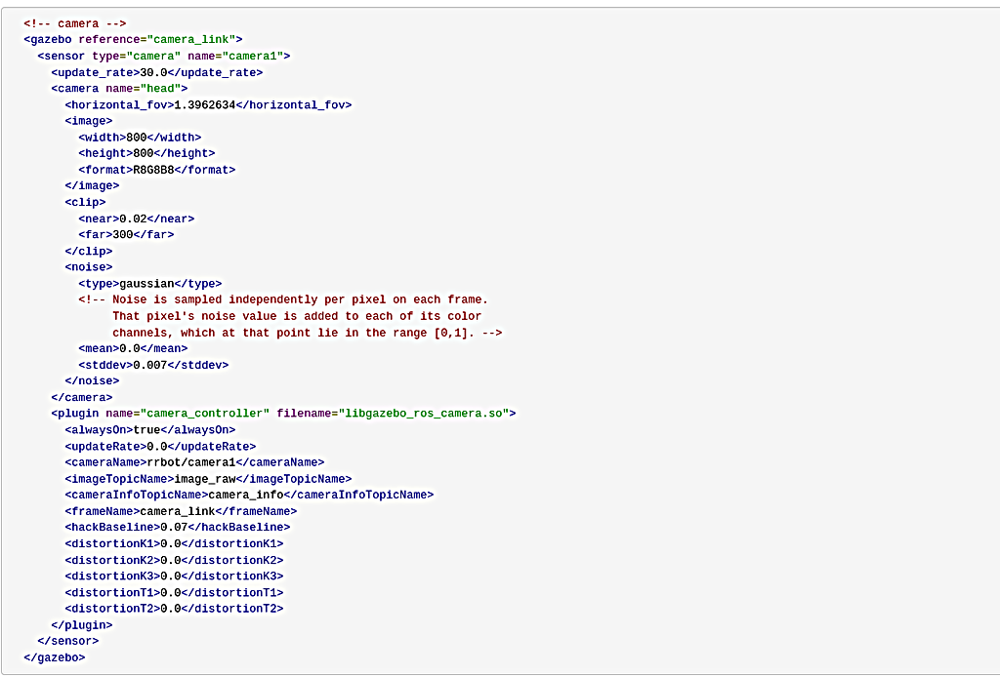 <!-- camera -->
<gazebo reference="camera_link">
<sensor type="camera" name="camera1">
<update_rate>30.0</update_rate>
<camera name="head">
<horizontal_fov>1.3962634</horizontal_fov>
<image>
<width>800</width>
<height>800</height>
<format>R8G8B8</format>
</image>
<clip>
<near>0.02</near>
<far>300</far>
</clip>
<noise>
<type>gaussian</type>
<!-- Noise is sampled independently per pixel on each frame.
That pixel's noise value is added to each of its color
channels, which at that point lie in the range [0,1]. -->
<mean>0.0</mean>
<stddev>0.007</stddev>
</noise>
</camera>
<plugin name="camera_controller" filename="libgazebo_ros_camera.so">
<alwaysOn>true</alwaysOn>
<updateRate>0.0</updateRate>
<cameraName>rrbot/camera1</cameraName>
<imageTopicName>image_raw</imageTopicName>
<cameraInfoTopicName>camera_info</cameraInfoTopicName>
<frameName>camera_link</frameName>
<hackBaseline>0.07</hackBaseline>
<distortionK1>0.0</distortionK1>
<distortionK2>0.0</distortionK2>
<distortionK3>0.0</distortionK3>
<distortionT1>0.0</distortionT1>
<distortionT2>0.0</distortionT2>
</plugin>
</sensor>
</gazebo>